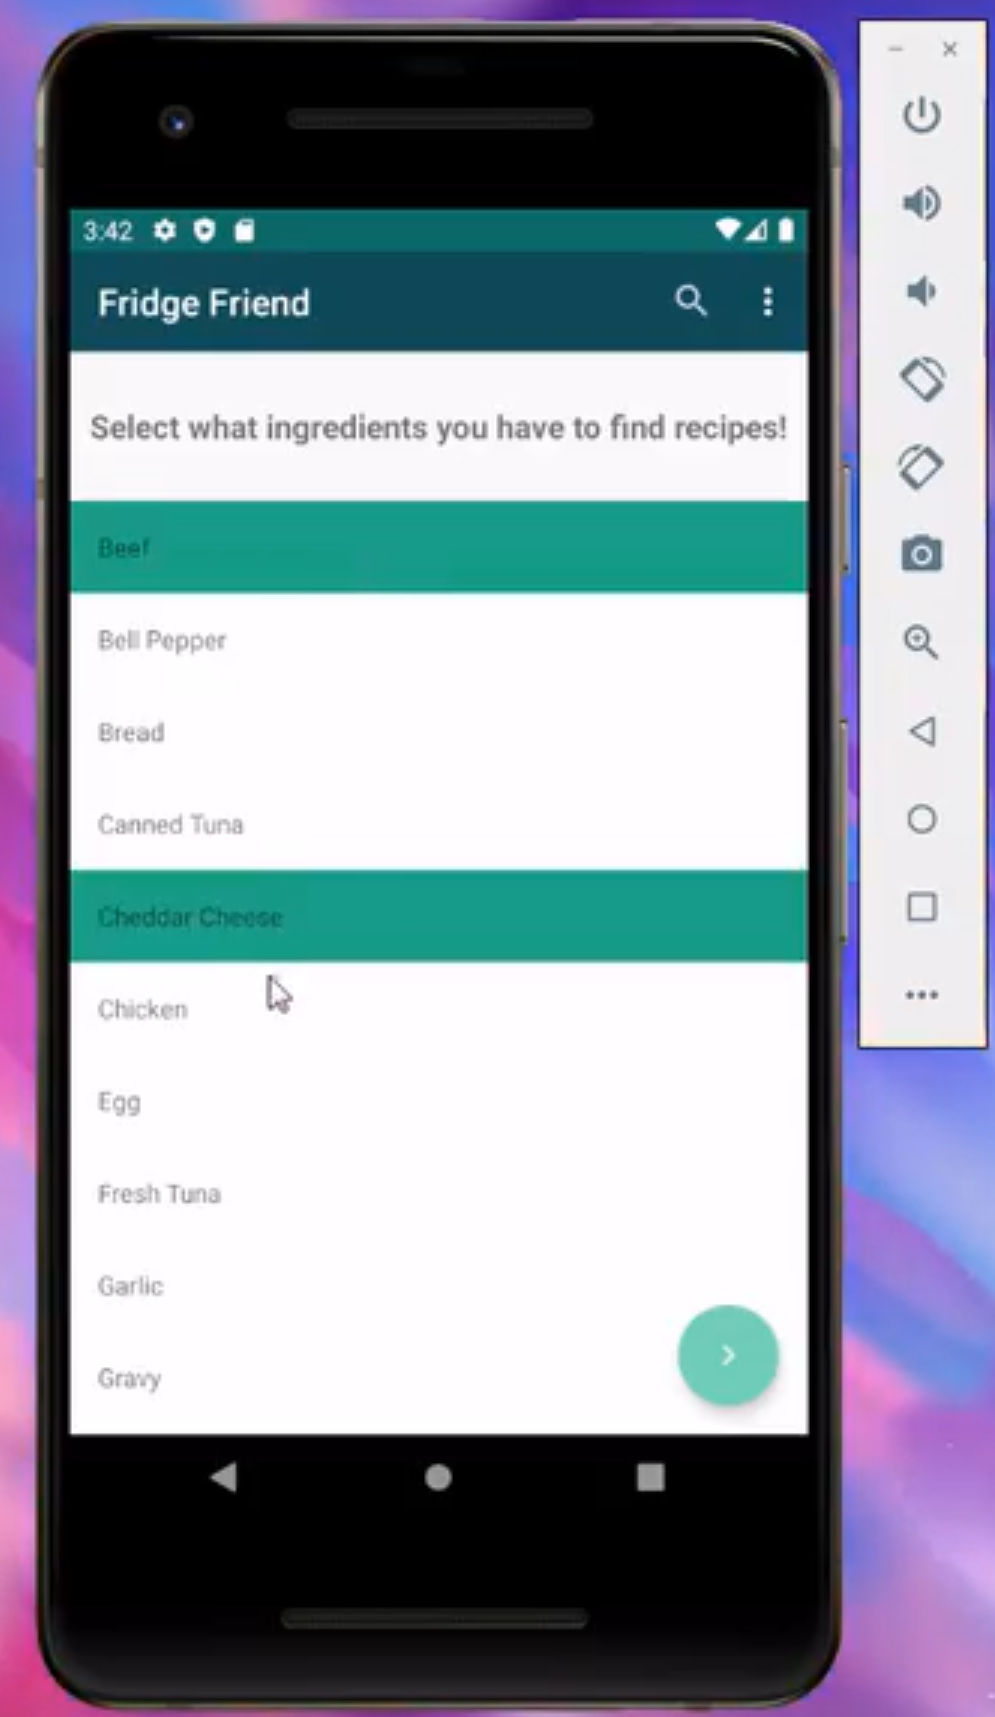 3:42
Fridge Friend
Select what ingredients you have to find recipes!
Beef
Bell Pepper
Bread
Canned Tuna
Cheddar Cheese
Chicken
Egg
Fresh Tuna
Garlic
Gravy